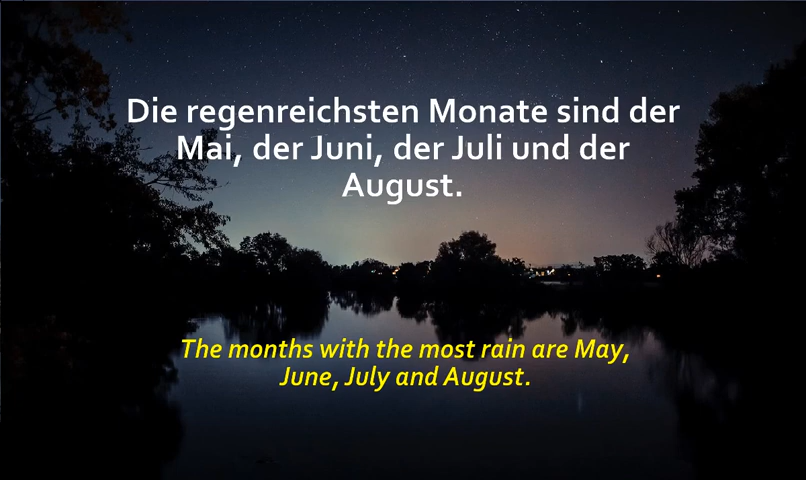 Die regenreichsten Monate sind der
Mai, der Juni, der Juli und der
August.
The months with the most rain are May,
June, July and August.